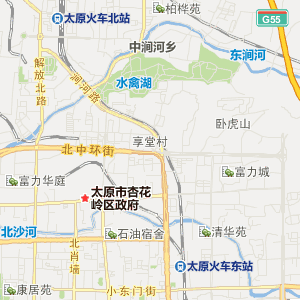 柏桦苑
太原火车北站
G55
中涧河乡
东涧河
解放北路
涧河路
水禽湖
卧虎山
享堂村
北中环街
富力城
富力华庭
太原市杏花
岭区政府
北沙河
石油宿舍
清华苑
北肖墙
太原火车东站
康居苑
小东门街